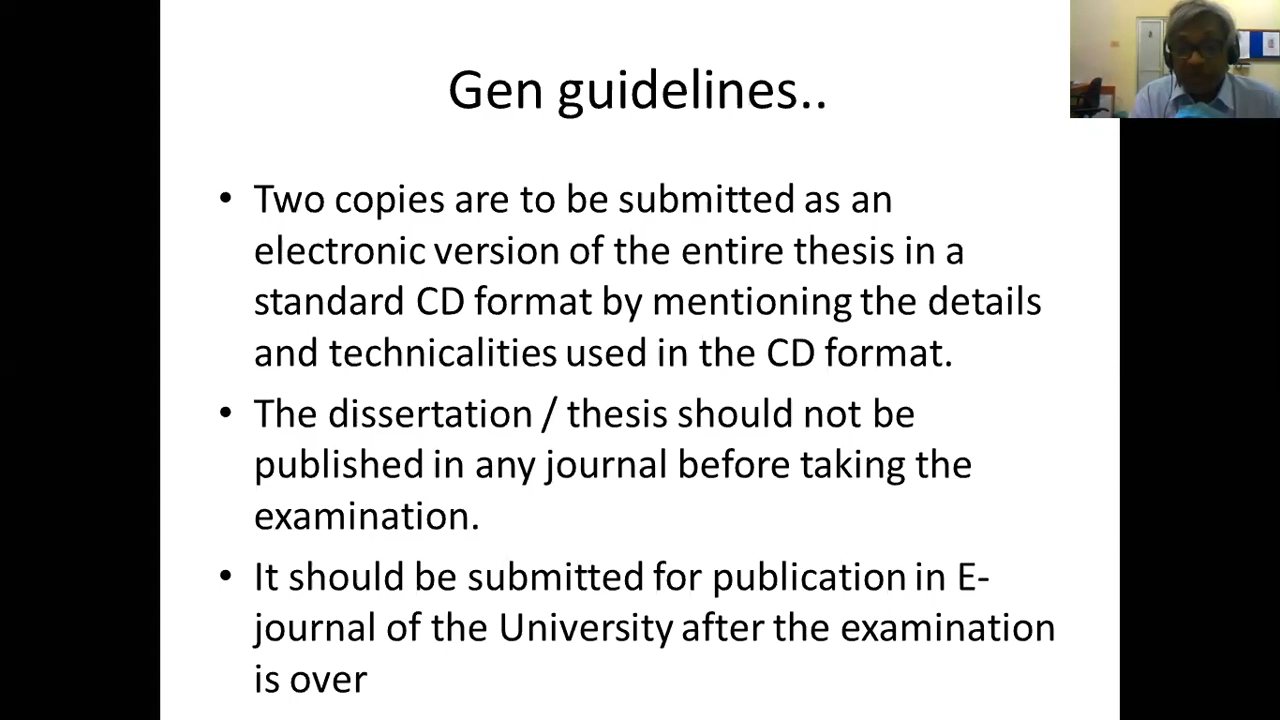 Gen guidelines..
• Two copies are to be submitted as an
electronic version of the entire thesis in a
standard CD format by mentioning the details
and technicalities used in the CD format.
• The dissertation / thesis should not be
published in any journal before taking the
examination.
• It should be submitted for publication in E-
journal of the University after the examination
is over